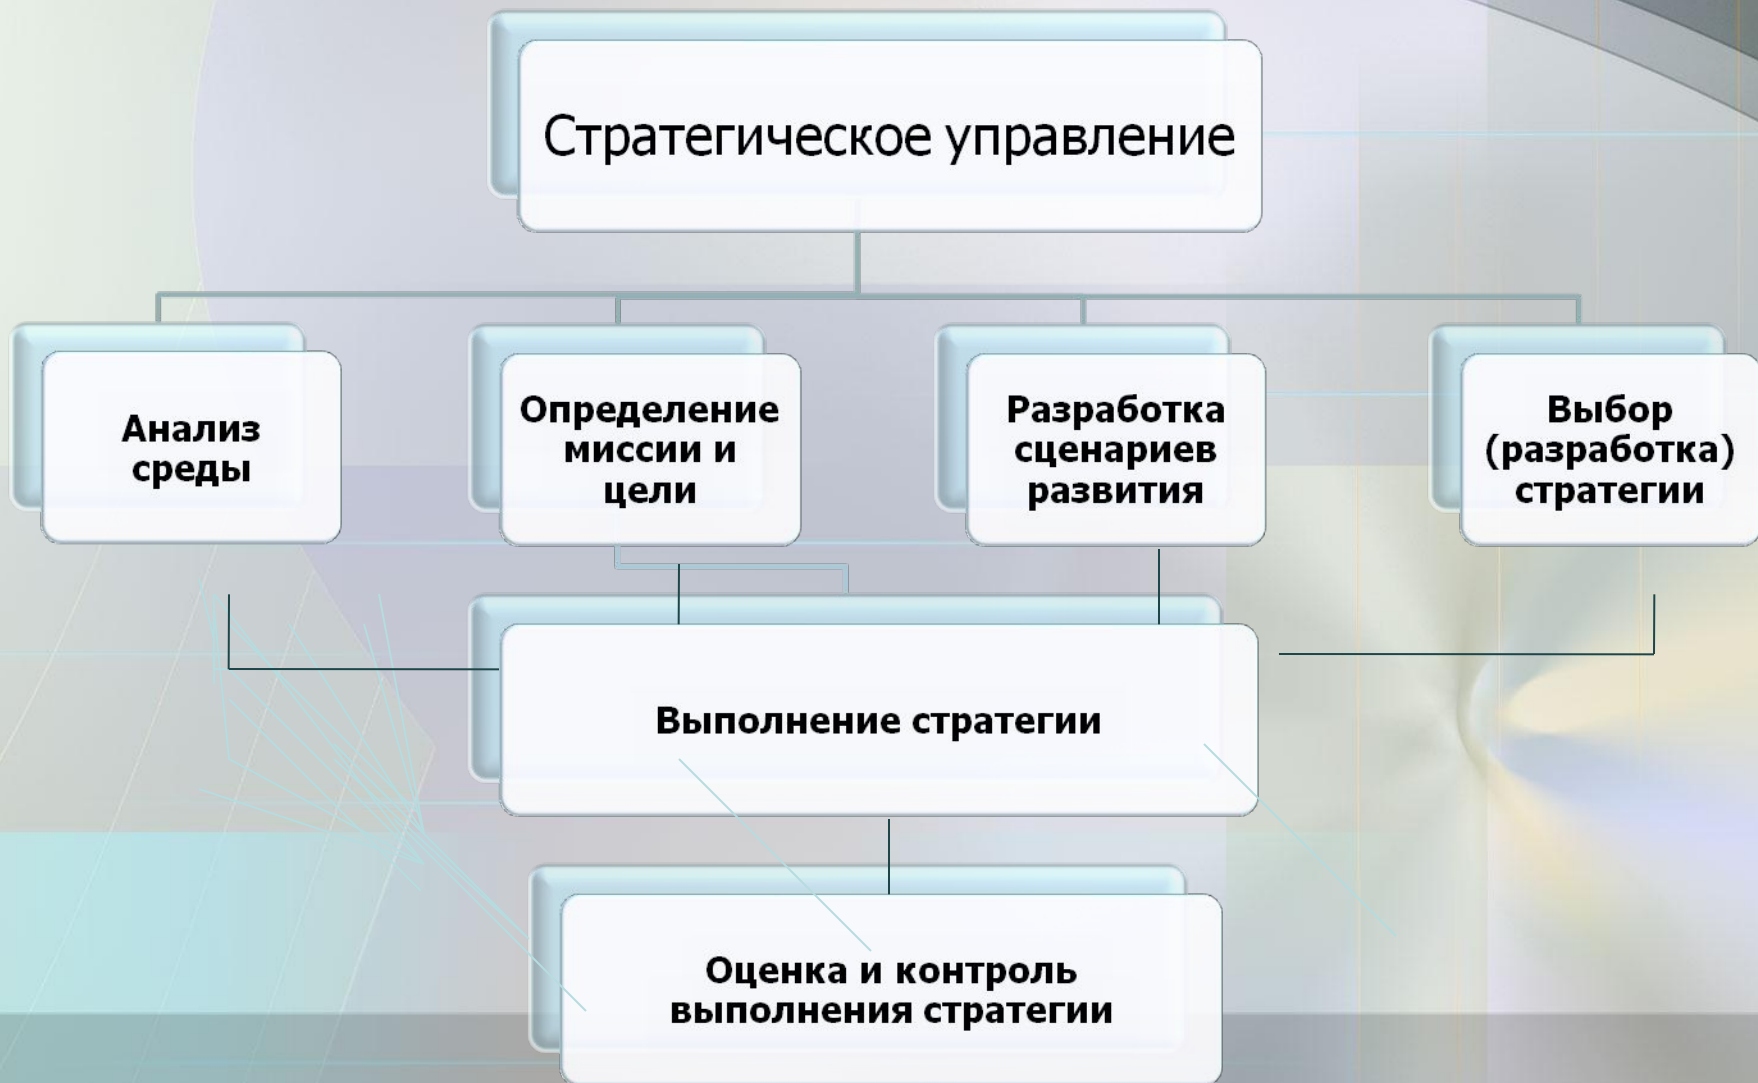 Стратегическое управление
Анализ
среды
Определение
миссии и
цели
Разработка
сценариев
развития
Выбор
(разработка)
стратегии
Выполнение стратегии
Оценка и контроль
выполнения стратегии